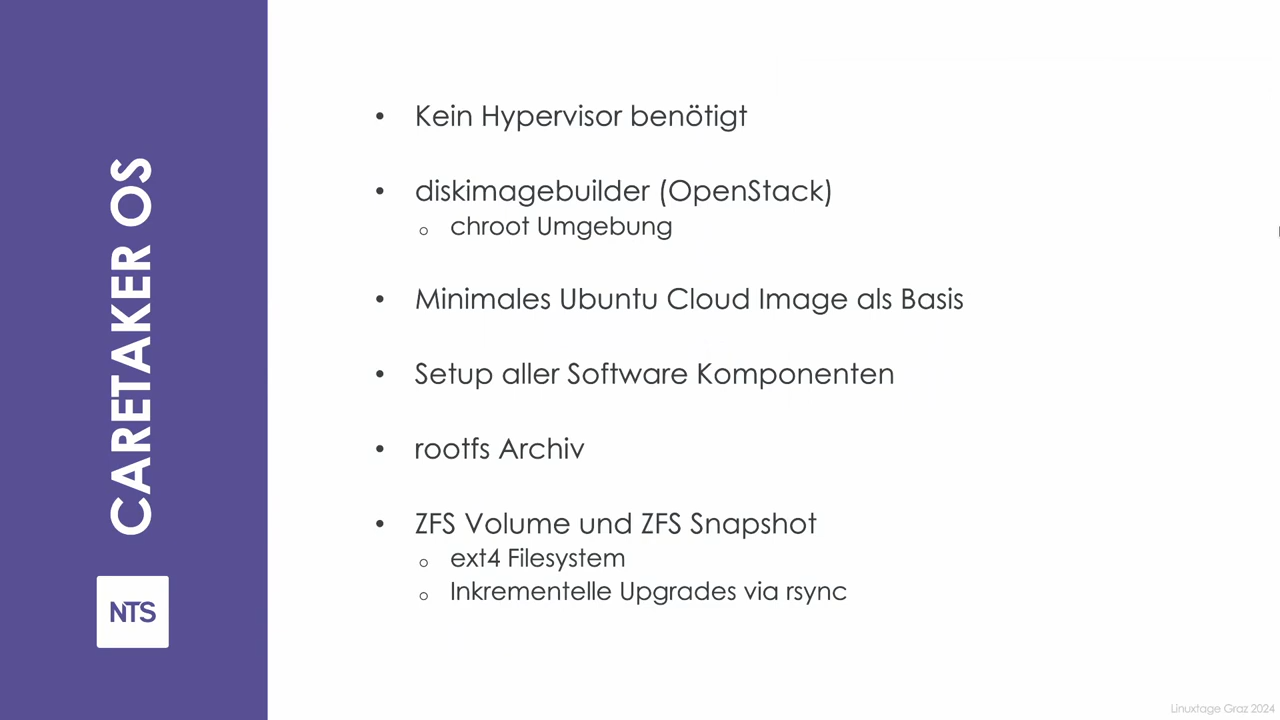 CARETAKER OS
NTS
• Kein Hypervisor benötigt
• diskimagebuilder (OpenStack)
o chroot Umgebung
• Minimales Ubuntu Cloud Image als Basis
• Setup aller Software Komponenten
• rootfs Archiv
• ZFS Volume und ZFS Snapshot
o ext4 Filesystem
o Inkrementelle Upgrades via rsync
Linuxtage Graz 2024